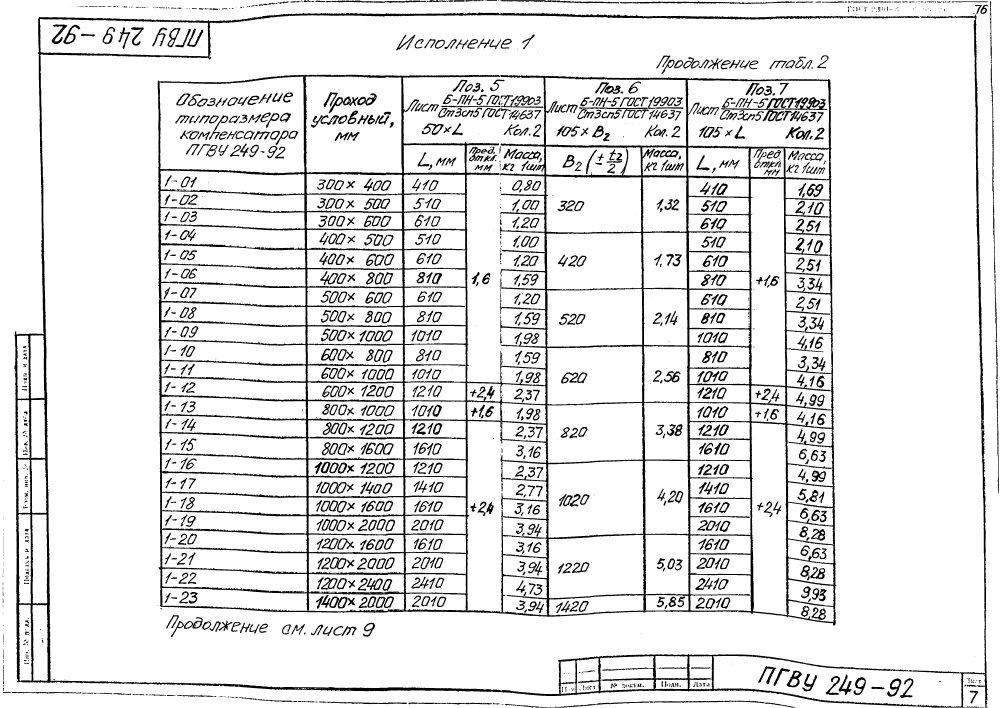 76
ПГВУ 249-92
Исполнение 1
Продолжение табл. 2
Обозначение типоразмера компенсатора ПГВУ 249-92
Проход условный, мм
Поз. 5
Лист Б-ПН-5 ГОСТ 19903 / Ст3сп5 ГОСТ 14637
50×L Кол. 2
Поз. 6
Лист Б-ПН-5 ГОСТ 19903 / Ст3сп5 ГОСТ 14637
105×B₂ Кол. 2
Поз. 7
Лист Б-ПН-5 ГОСТ 19903 / Ст3сп5 ГОСТ 14637
105×L Кол. 2
L, мм Пред. откл. мм Масса, кг 1шт B₂(±t₂/2) Масса, кг 1шт L, мм Пред. откл. мм Масса, кг 1шт
1-01 300×400 410 0,80 410 1,69
1-02 300×500 510 1,00 320 1,32 510 2,10
1-03 300×600 610 1,20 610 2,51
1-04 400×500 510 1,00 510 2,10
1-05 400×600 610 1,20 420 1,73 610 2,51
1-06 400×800 810 1,6 1,59 810 +1,6 3,34
1-07 500×600 610 1,20 610 2,51
1-08 500×800 810 1,59 520 2,14 810 3,34
1-09 500×1000 1010 1,98 1010 4,16
1-10 600×800 810 1,59 810 3,34
1-11 600×1000 1010 1,98 620 2,56 1010 4,16
1-12 600×1200 1210 +2,4 2,37 1210 +2,4 4,99
1-13 800×1000 1010 +1,6 1,98 1010 +1,6 4,16
1-14 800×1200 1210 2,37 820 3,38 1210 4,99
1-15 800×1600 1610 3,16 1610 6,63
1-16 1000×1200 1210 2,37 1210 4,99
1-17 1000×1400 1410 2,77 1020 4,20 1410 5,81
1-18 1000×1600 1610 +2,4 3,16 1610 +2,4 6,63
1-19 1000×2000 2010 3,94 2010 8,28
1-20 1200×1600 1610 3,16 1610 6,63
1-21 1200×2000 2010 3,94 1220 5,03 2010 8,28
1-22 1200×2400 2410 4,73 2410 9,93
1-23 1400×2000 2010 3,94 1420 5,85 2010 8,28
Продолжение см. лист 9
Изм Лист № докум. Подп. Дата
ПГВУ 249-92
Лист
7